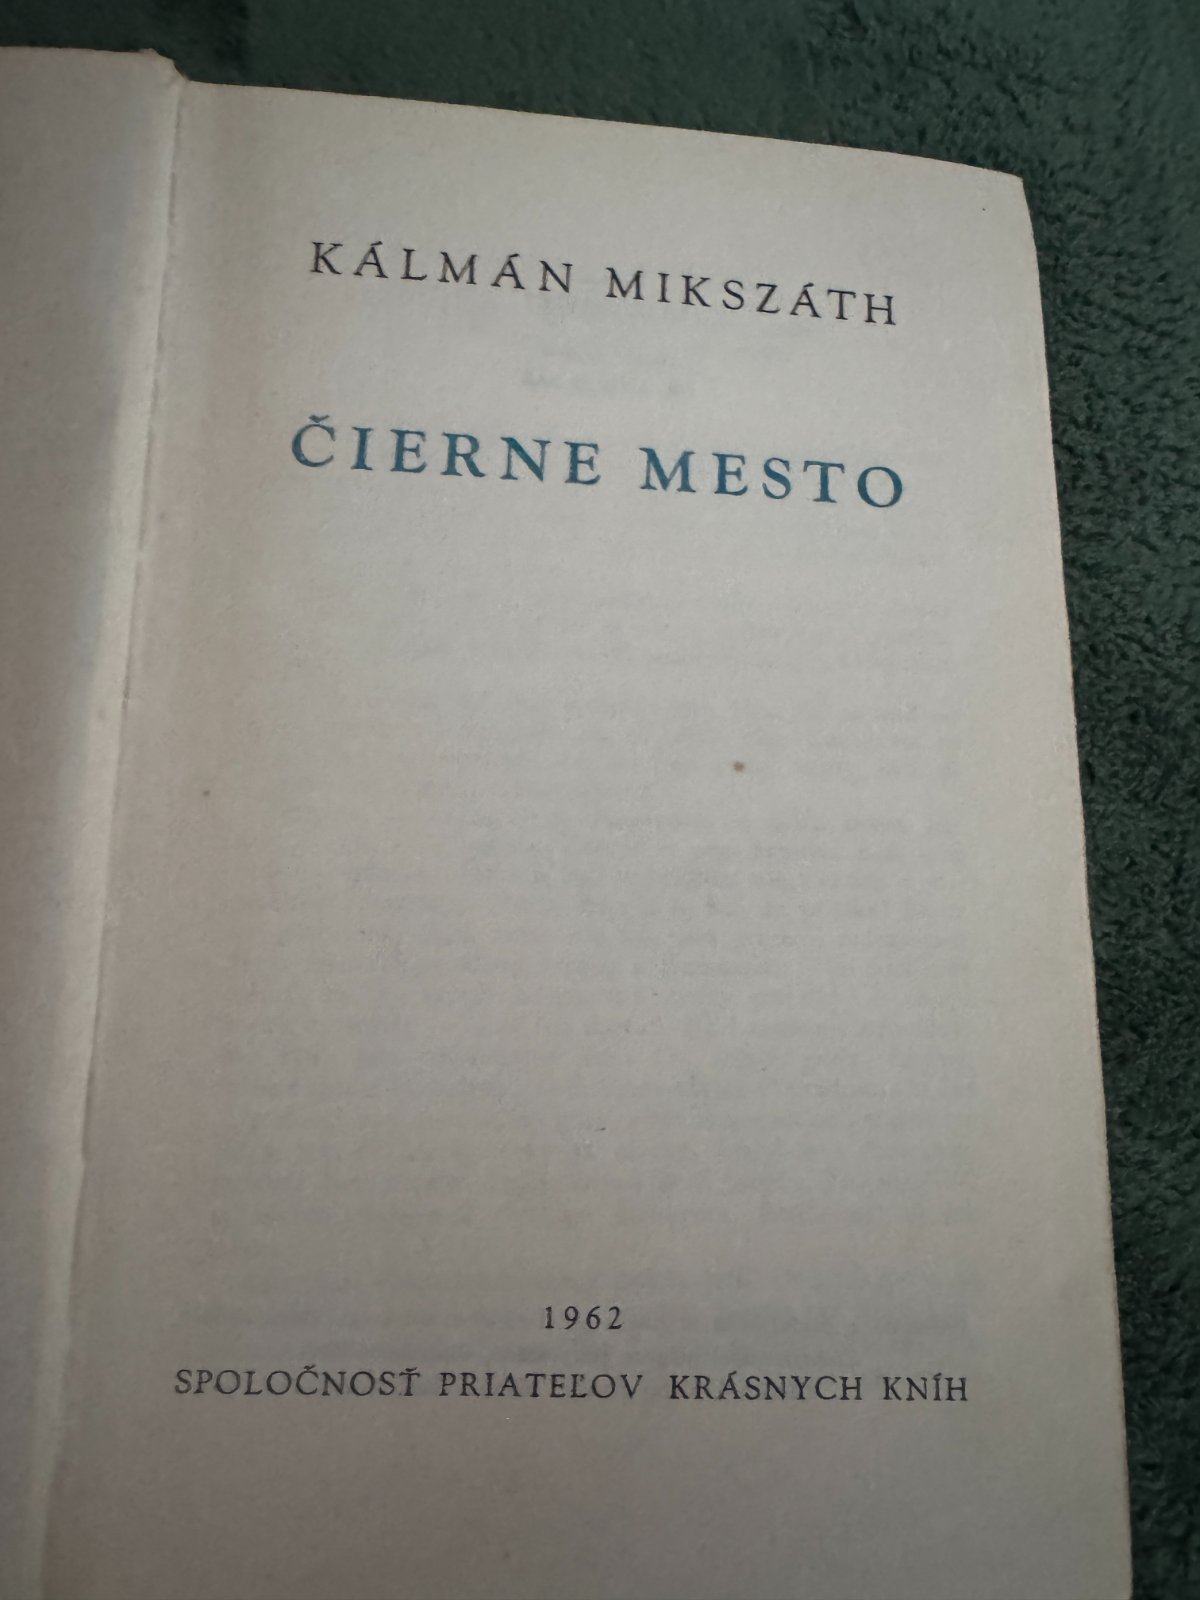 KÁLMÁN MIKSZÁTH
ČIERNE MESTO
1962
SPOLOČNOSŤ PRIATEĽOV KRÁSNYCH KNÍH